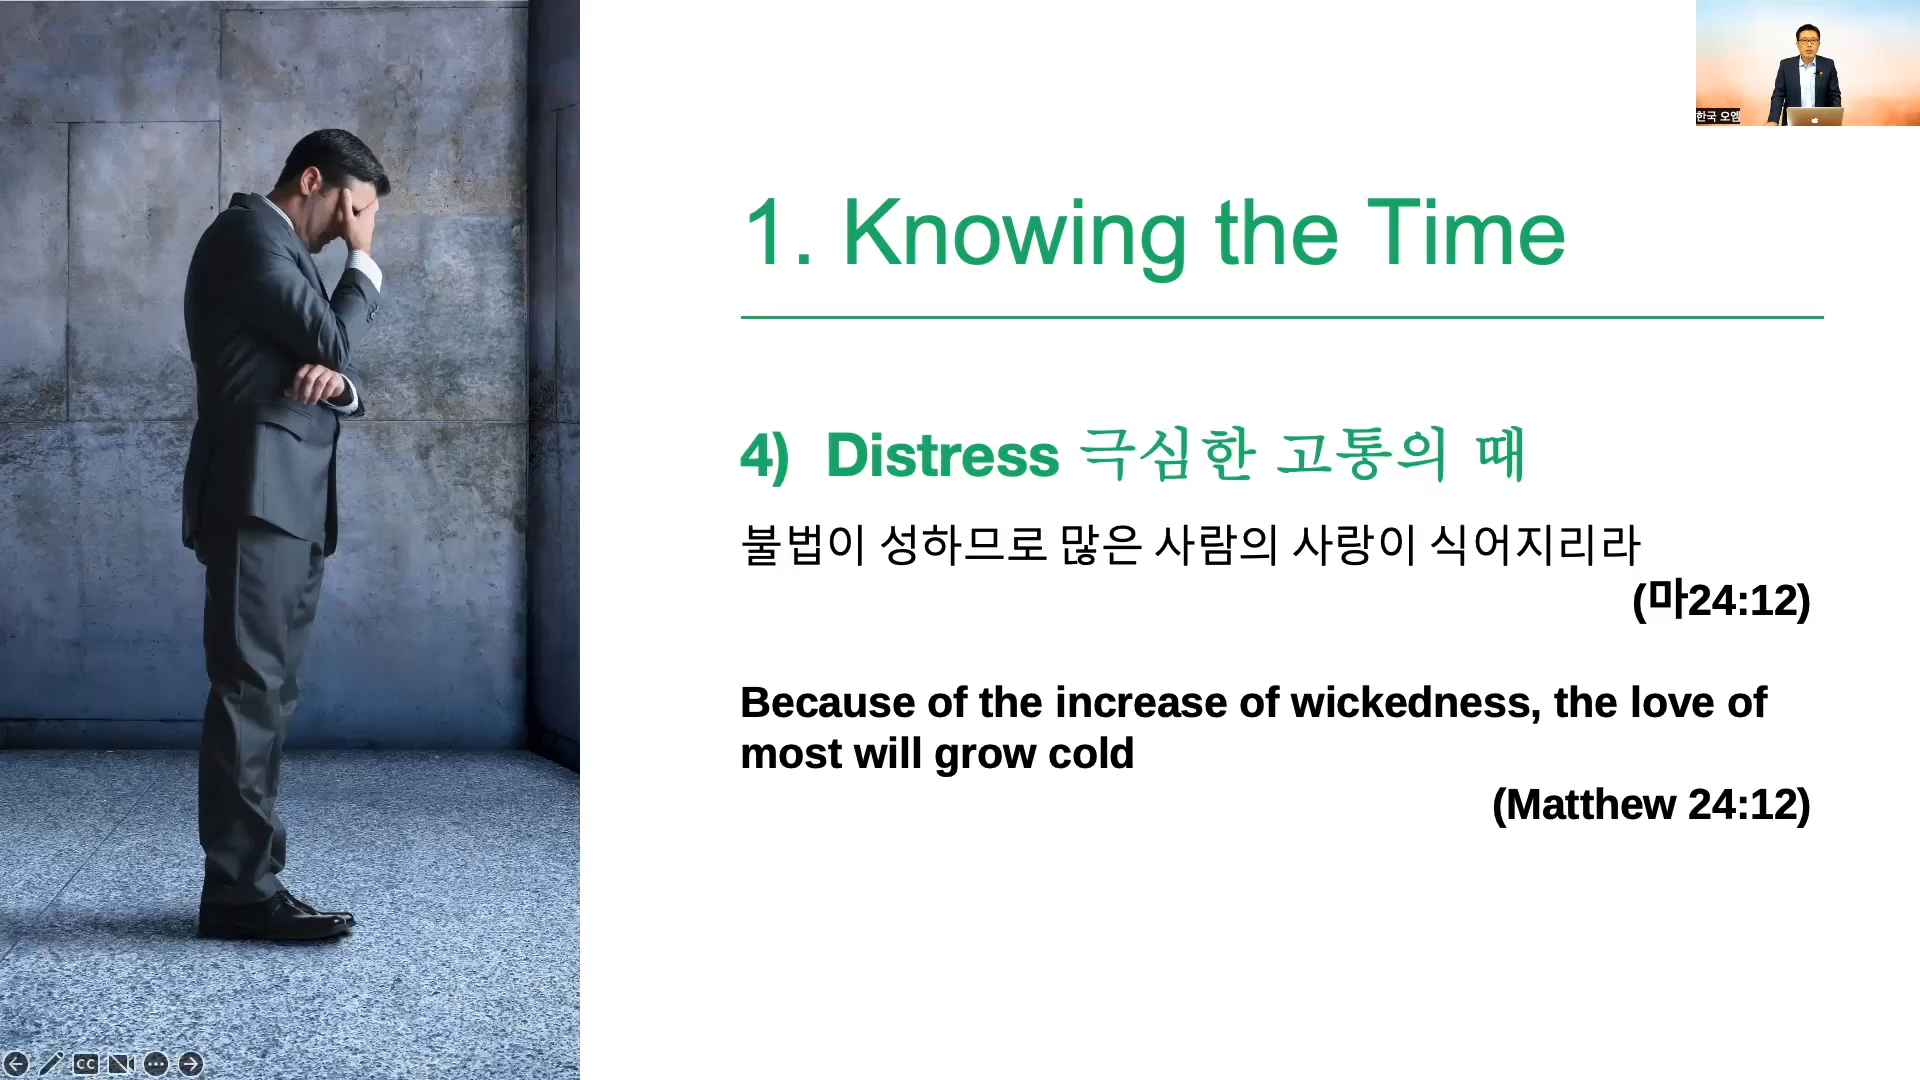 한국 오엠
1. Knowing the Time
4) Distress 극심한 고통의 때
불법이 성하므로 많은 사람의 사랑이 식어지리라
(마24:12)
Because of the increase of wickedness, the love of
most will grow cold
(Matthew 24:12)
CC